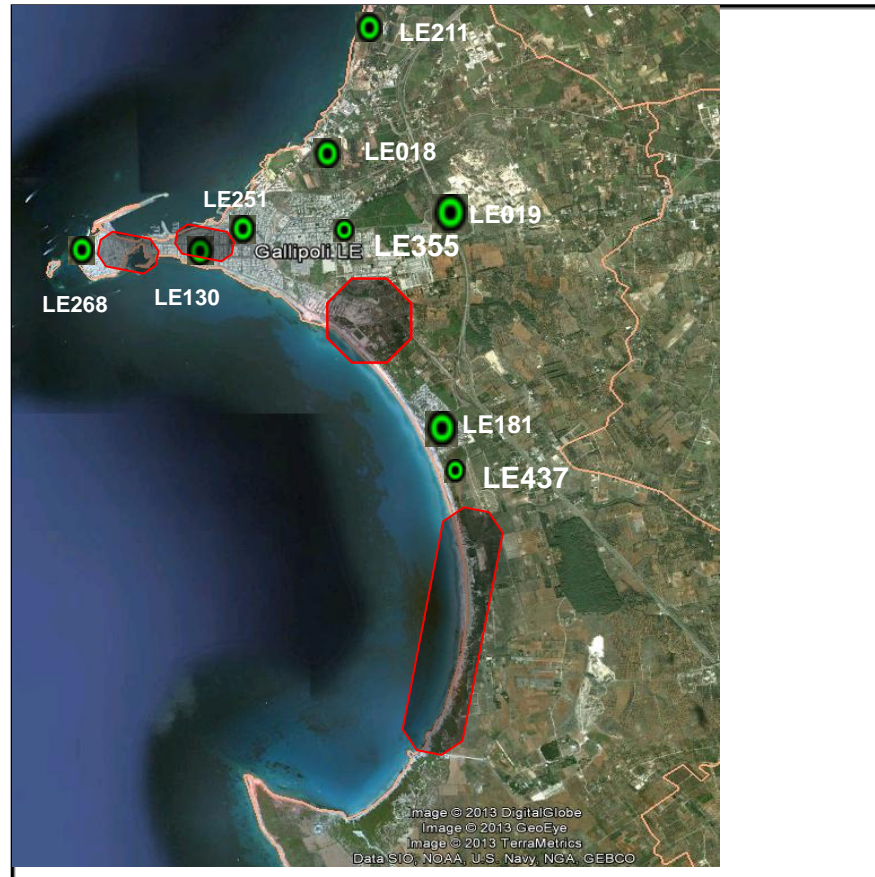 LE211
LE018
LE251
LE019
Gallipoli LE
LE355
LE268
LE130
LE181
LE437
Image © 2013 DigitalGlobe
Image © 2013 GeoEye
Image © 2013 TerraMetrics
Data SIO, NOAA, U.S. Navy, NGA, GEBCO